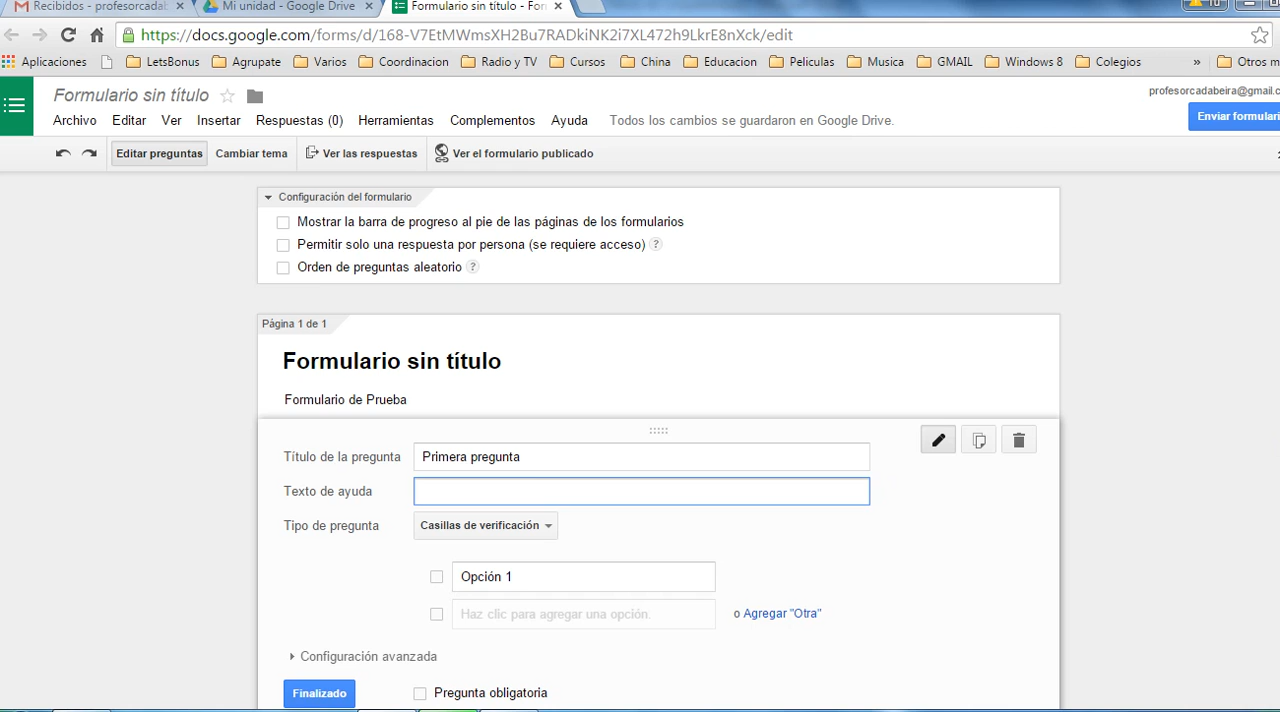 Recibidos - profesorcadab
Mi unidad - Google Drive
Formulario sin título - For
https://docs.google.com/forms/d/168-V7EtMWmsXH2Bu7RADkiNK2i7XL472h9LkrE8nXck/edit
Aplicaciones LetsBonus Agrupate Varios Coordinacion Radio y TV Cursos China Educacion Peliculas Musica GMAIL Windows 8 Colegios » Otros m
Formulario sin título
profesorcadabeira@gmail.c
Archivo Editar Ver Insertar Respuestas (0) Herramientas Complementos Ayuda Todos los cambios se guardaron en Google Drive.
Enviar formulari
Editar preguntas Cambiar tema Ver las respuestas Ver el formulario publicado
Configuración del formulario
Mostrar la barra de progreso al pie de las páginas de los formularios
Permitir solo una respuesta por persona (se requiere acceso) ?
Orden de preguntas aleatorio ?
Página 1 de 1
Formulario sin título
Formulario de Prueba
Título de la pregunta Primera pregunta
Texto de ayuda
Tipo de pregunta Casillas de verificación
Opción 1
Haz clic para agregar una opción. o Agregar "Otra"
Configuración avanzada
Finalizado Pregunta obligatoria